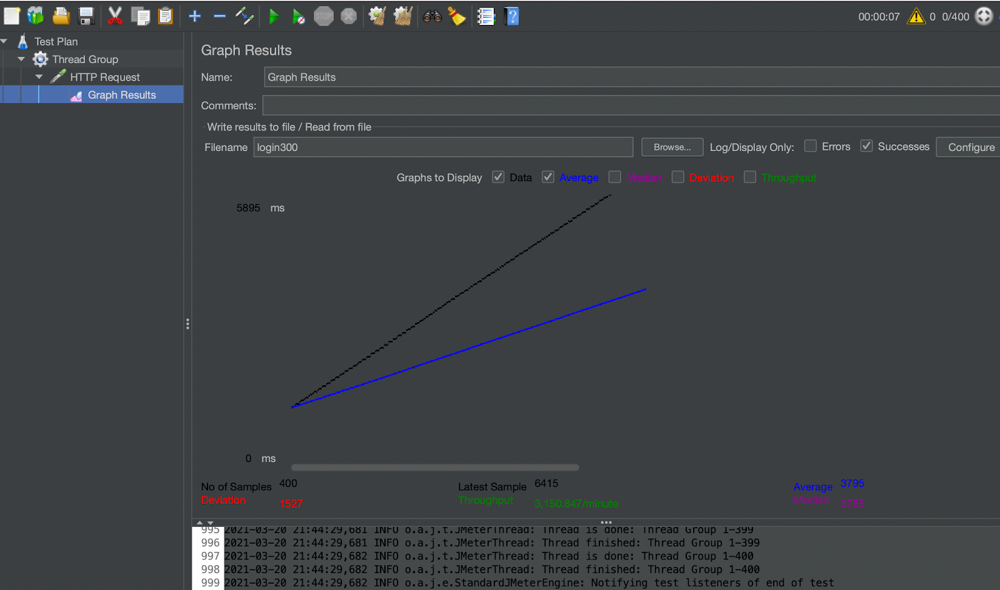 STOP
00:00:07 0 0/400
Test Plan
Thread Group
HTTP Request
Graph Results
Graph Results
Name: Graph Results
Comments:
Write results to file / Read from file
Filename login300 Browse... Log/Display Only: Errors Successes Configure
Graphs to Display Data Average Median Deviation Throughput
5895 ms
0 ms
No of Samples 400 Latest Sample 6415 Average 3795
Deviation 1527 Throughput 3,150.847/minute Median 3785
995 2021-03-20 21:44:29,681 INFO o.a.j.t.JMeterThread: Thread is done: Thread Group 1-399
996 2021-03-20 21:44:29,681 INFO o.a.j.t.JMeterThread: Thread finished: Thread Group 1-399
997 2021-03-20 21:44:29,682 INFO o.a.j.t.JMeterThread: Thread is done: Thread Group 1-400
998 2021-03-20 21:44:29,682 INFO o.a.j.t.JMeterThread: Thread finished: Thread Group 1-400
999 2021-03-20 21:44:29,682 INFO o.a.j.e.StandardJMeterEngine: Notifying test listeners of end of test